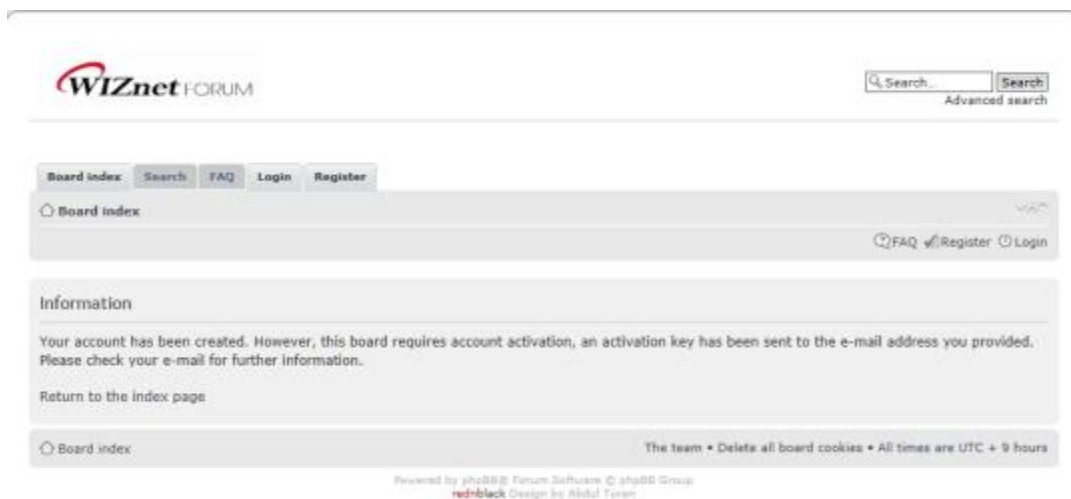 WIZnet FORUM
Search... Search
Advanced search
Board index Search FAQ Login Register
Board index
FAQ Register Login
Information
Your account has been created. However, this board requires account activation, an activation key has been sent to the e-mail address you provided.
Please check your e-mail for further information.
Return to the index page
Board index The team • Delete all board cookies • All times are UTC + 9 hours
Powered by phpBB® Forum Software © phpBB Group
rednblack Design by Abdul Turan